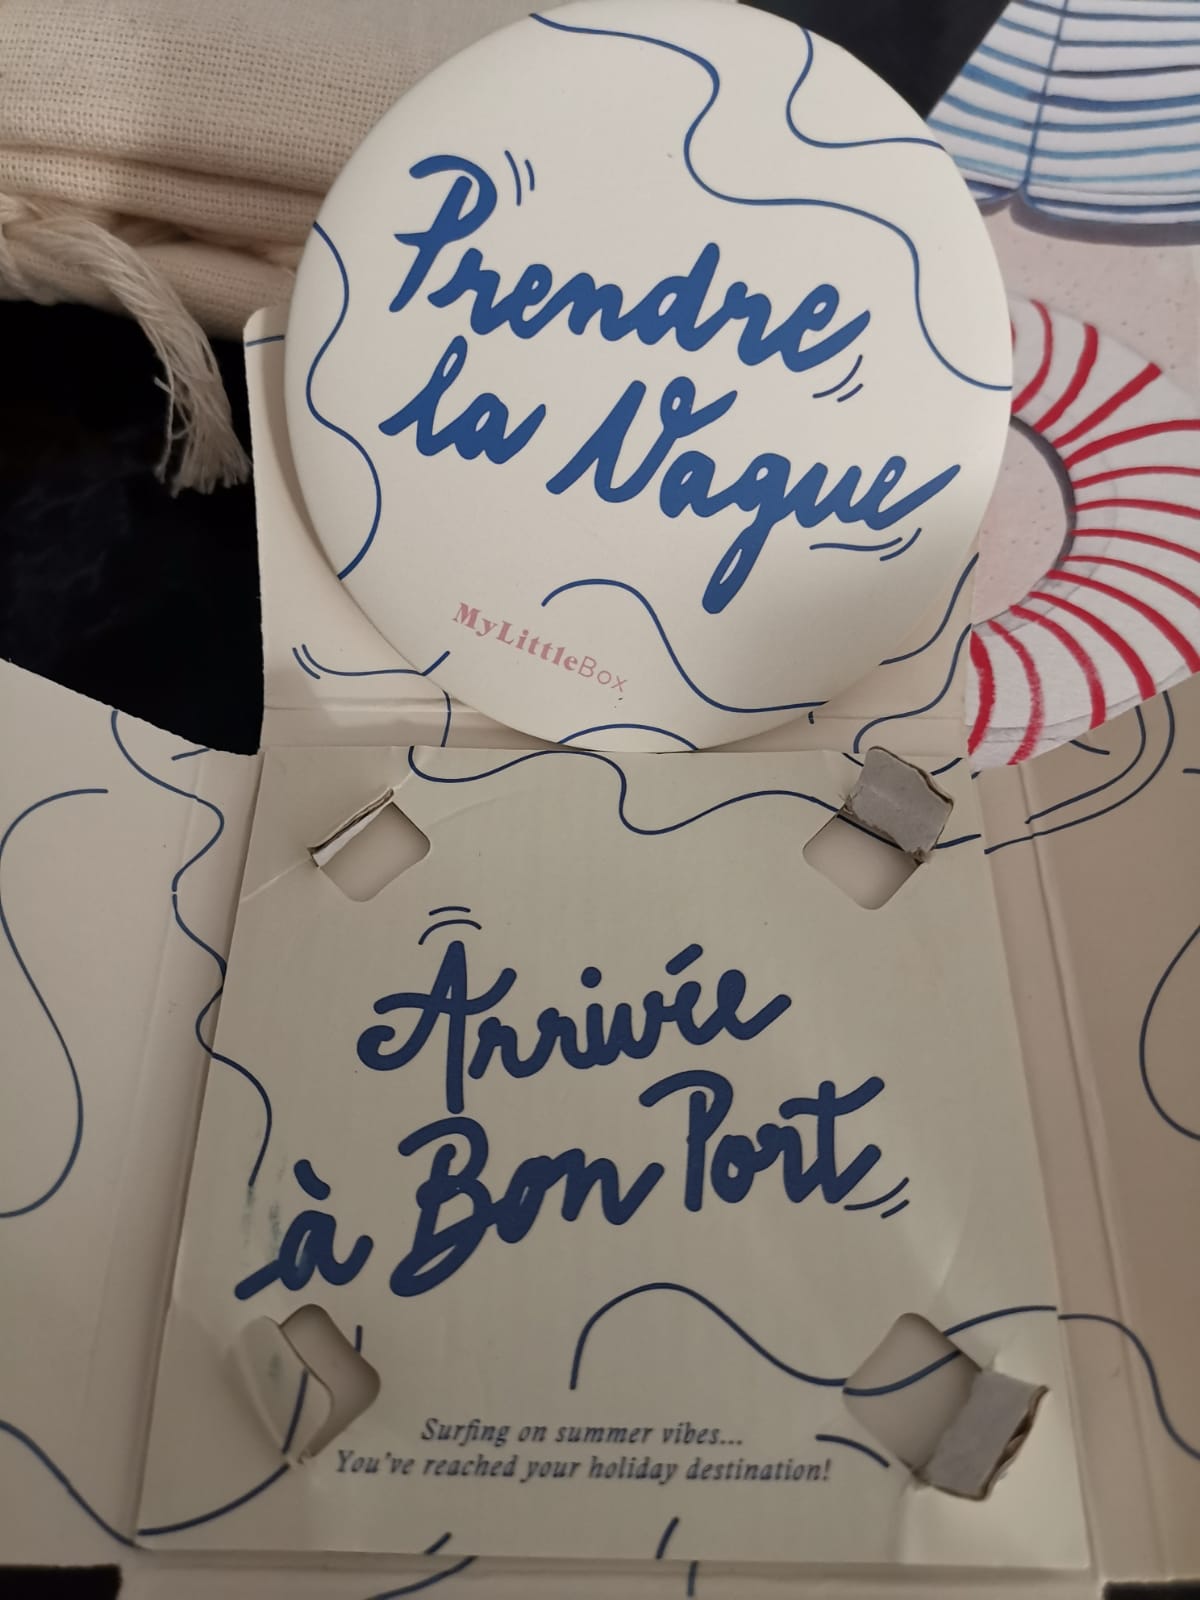 Prendre
la Vague
MyLittleBox
Arrivée
à Bon Port
Surfing on summer vibes...
You've reached your holiday destination!